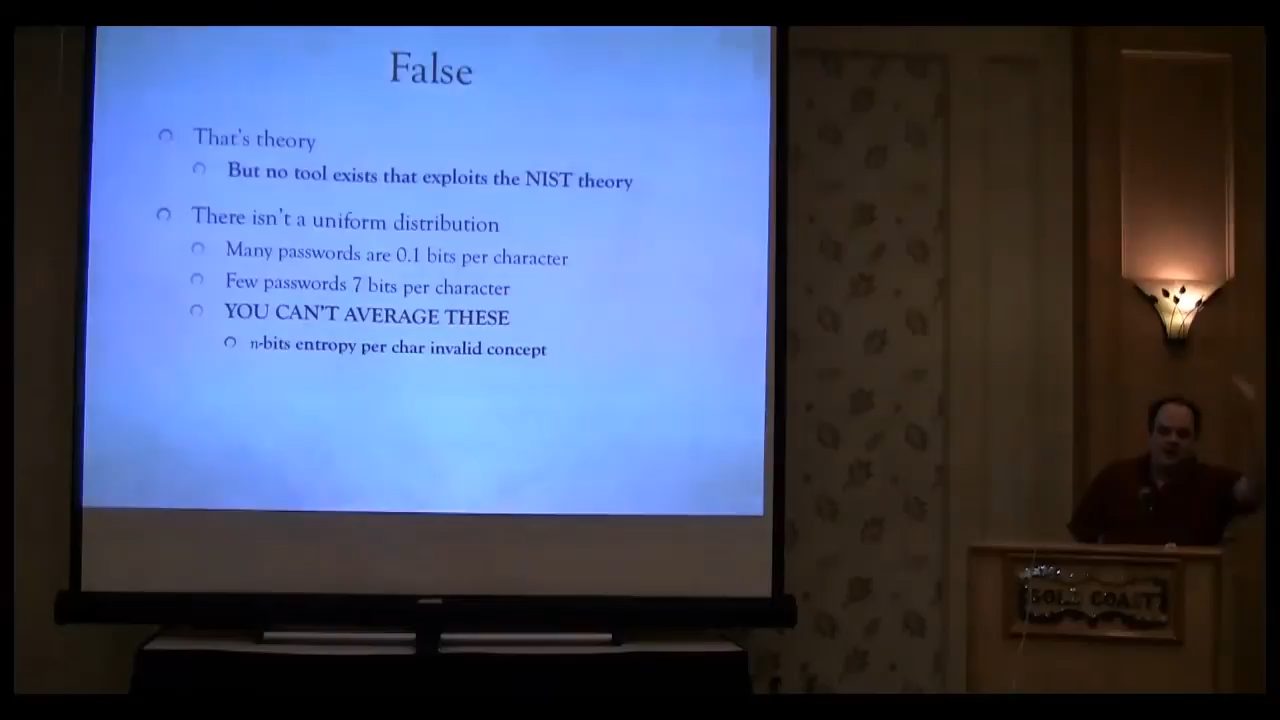 False
That's theory
But no tool exists that exploits the NIST theory
There isn't a uniform distribution
Many passwords are 0.1 bits per character
Few passwords 7 bits per character
YOU CAN'T AVERAGE THESE
n-bits entropy per char invalid concept
GOLD COAST